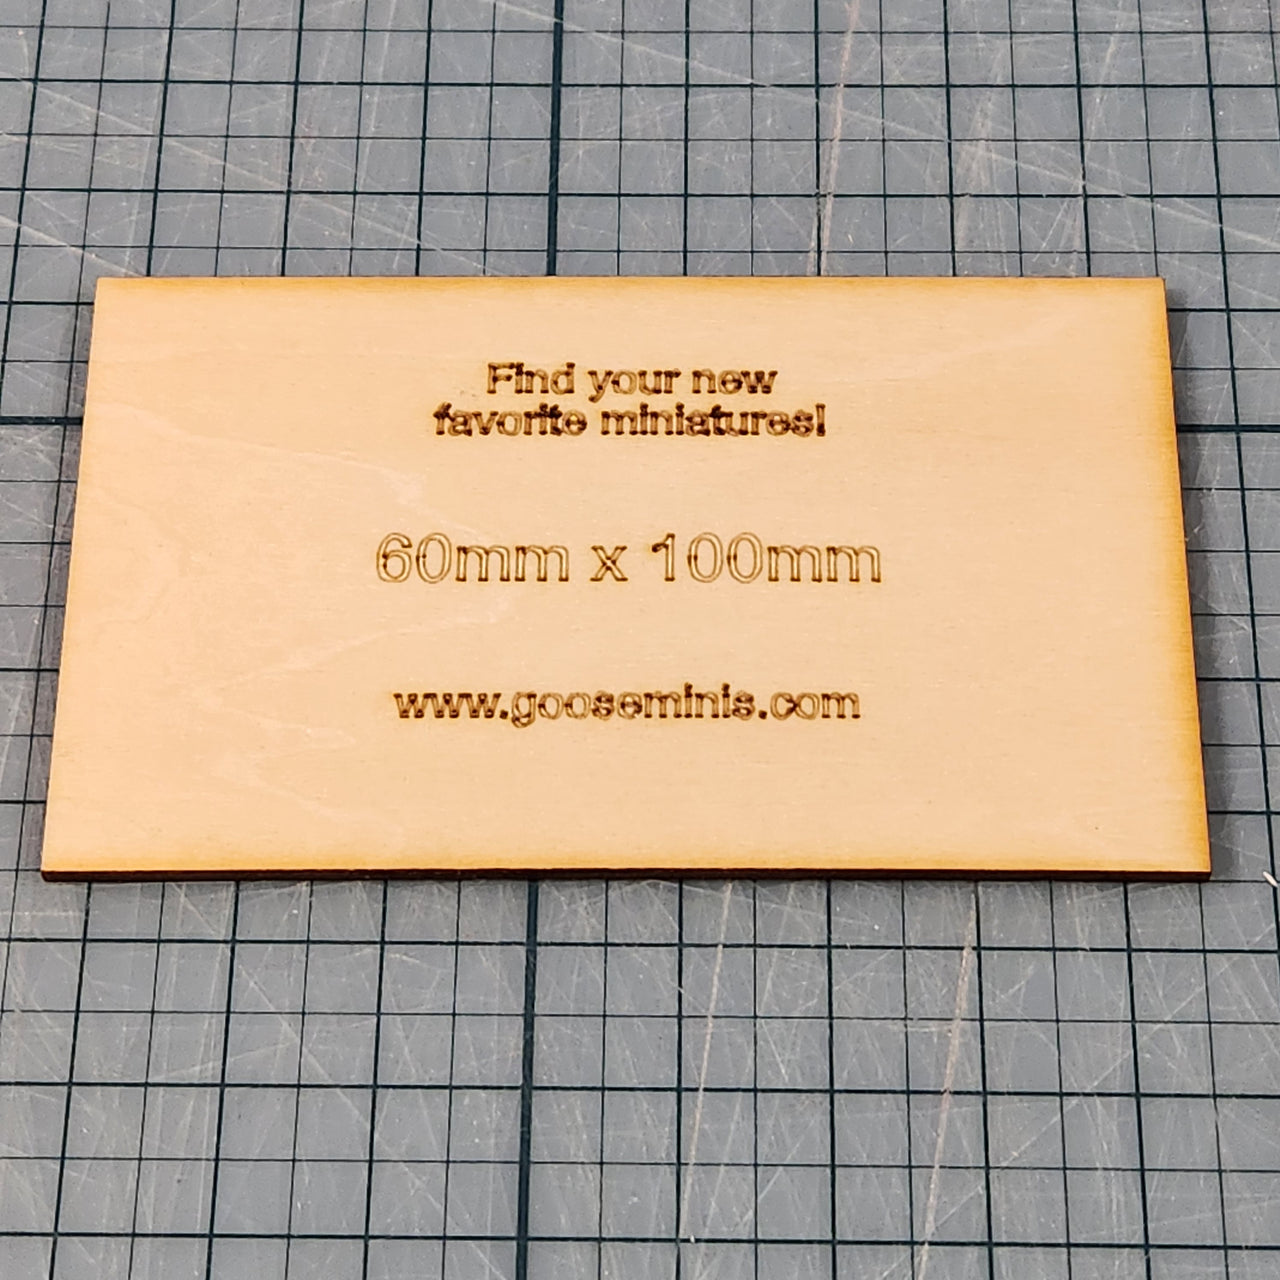 Find your new
favorite miniatures!
60mm x 100mm
www.gooseminis.com